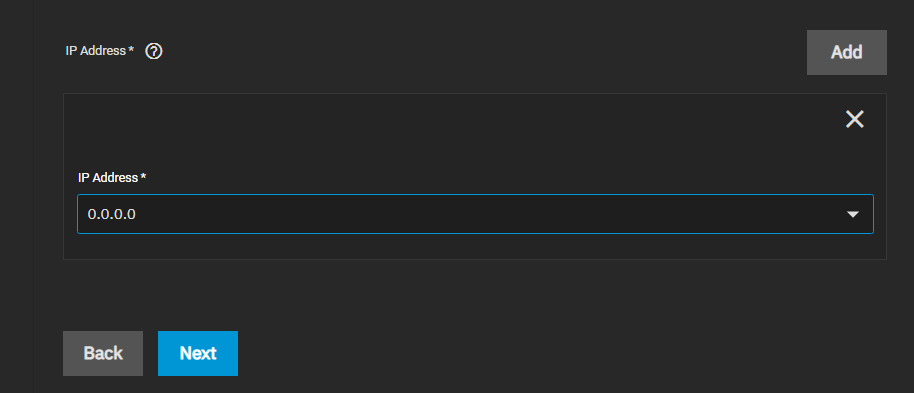 IP Address *
Add
IP Address *
0.0.0.0
Back Next